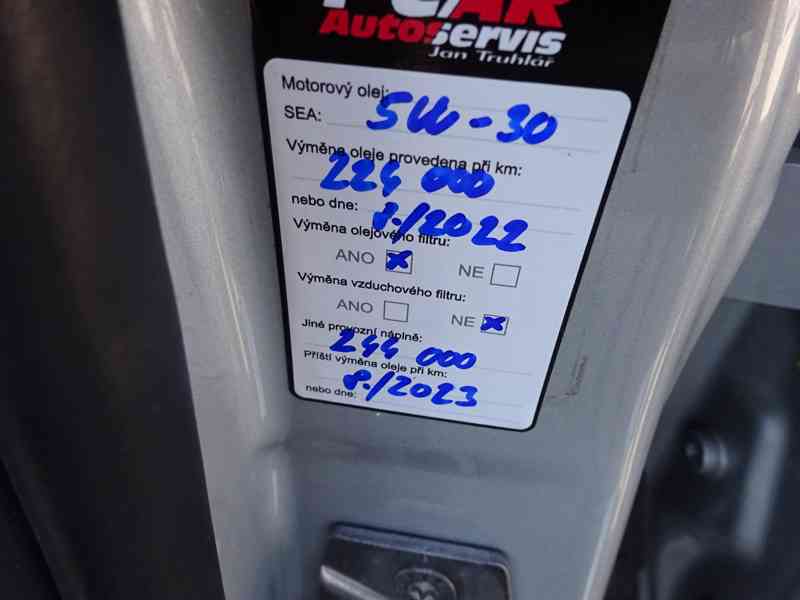 Autoservis
Jan Truhlář
Motorový olej:
SEA: 5W-30
Výměna oleje provedena při km:
224 000
nebo dne: 8./2022
Výměna olejového filtru:
ANO x NE
Výměna vzduchového filtru:
ANO NE x
Jiné provozní náplně:
244 000
Příští výměna oleje při km:
8./2023
nebo dne: